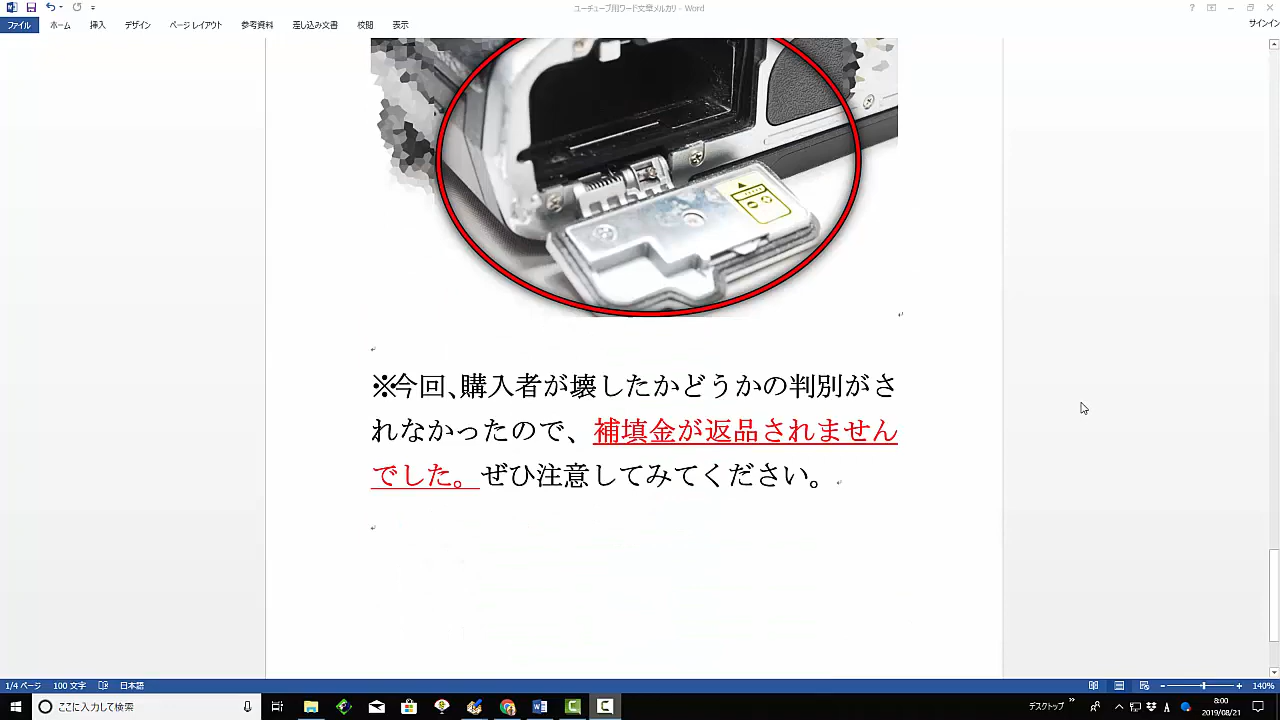 ユーチューブ用ワード文章メルカリ - Word
サインイン
ファイル ホーム 挿入 デザイン ページ レイアウト 参考資料 差し込み文書 校閲 表示
※今回、購入者が壊したかどうかの判別がさ
れなかったので、補填金が返品されません
でした。ぜひ注意してみてください。
1/4 ページ 100 文字 日本語 140%
ここに入力して検索
デスクトップ
8:00
2019/08/21